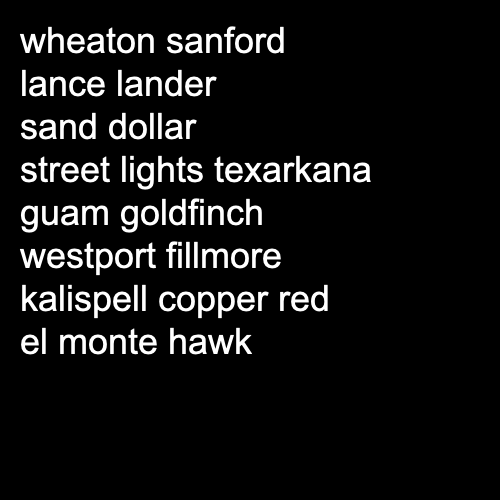 wheaton sanford
lance lander
sand dollar
street lights texarkana
guam goldfinch
westport fillmore
kalispell copper red
el monte hawk